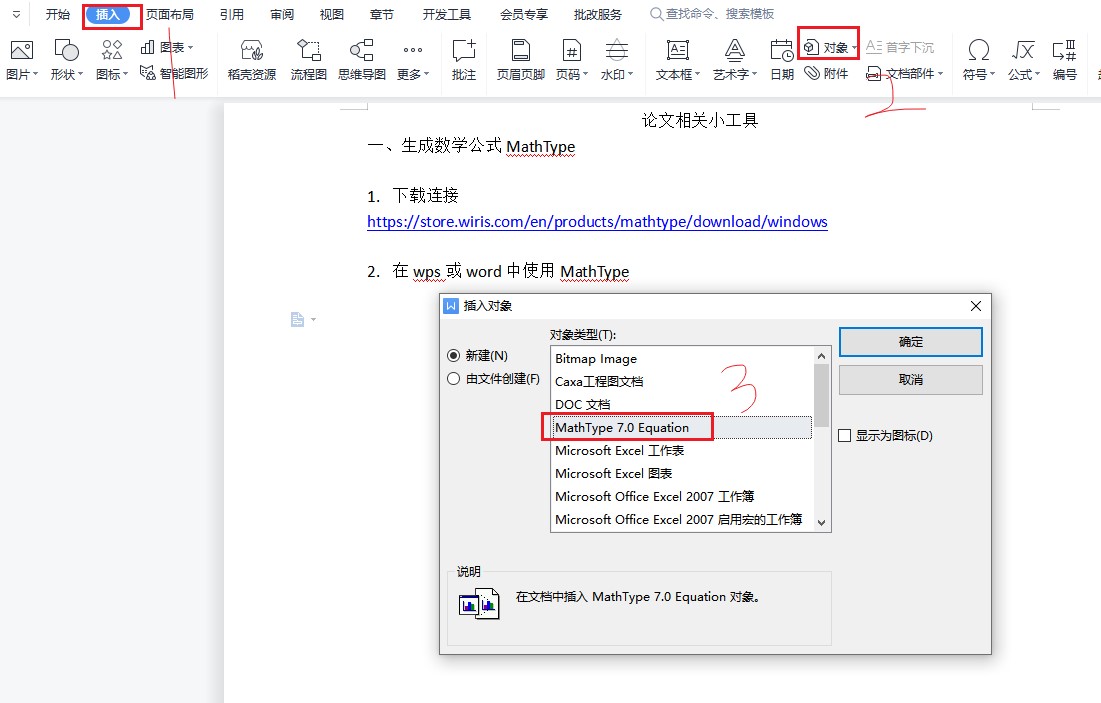 开始 插入 页面布局 引用 审阅 视图 章节 开发工具 会员专享 批改服务 查找命令、搜索模板
图表 对象 首字下沉
图片 形状 图标 智能图形 稻壳资源 流程图 思维导图 更多 批注 页眉页脚 页码 水印 文本框 艺术字 日期 附件 文档部件 符号 公式 编号
1 2
论文相关小工具
一、生成数学公式 MathType
1. 下载连接
https://store.wiris.com/en/products/mathtype/download/windows
2. 在 wps 或 word 中使用 MathType
插入对象
对象类型(T):
新建(N)
由文件创建(F)
Bitmap Image
Caxa工程图文档
DOC 文档
MathType 7.0 Equation
Microsoft Excel 工作表
Microsoft Excel 图表
Microsoft Office Excel 2007 工作簿
Microsoft Office Excel 2007 启用宏的工作簿
3
确定
取消
显示为图标(D)
说明
在文档中插入 MathType 7.0 Equation 对象。